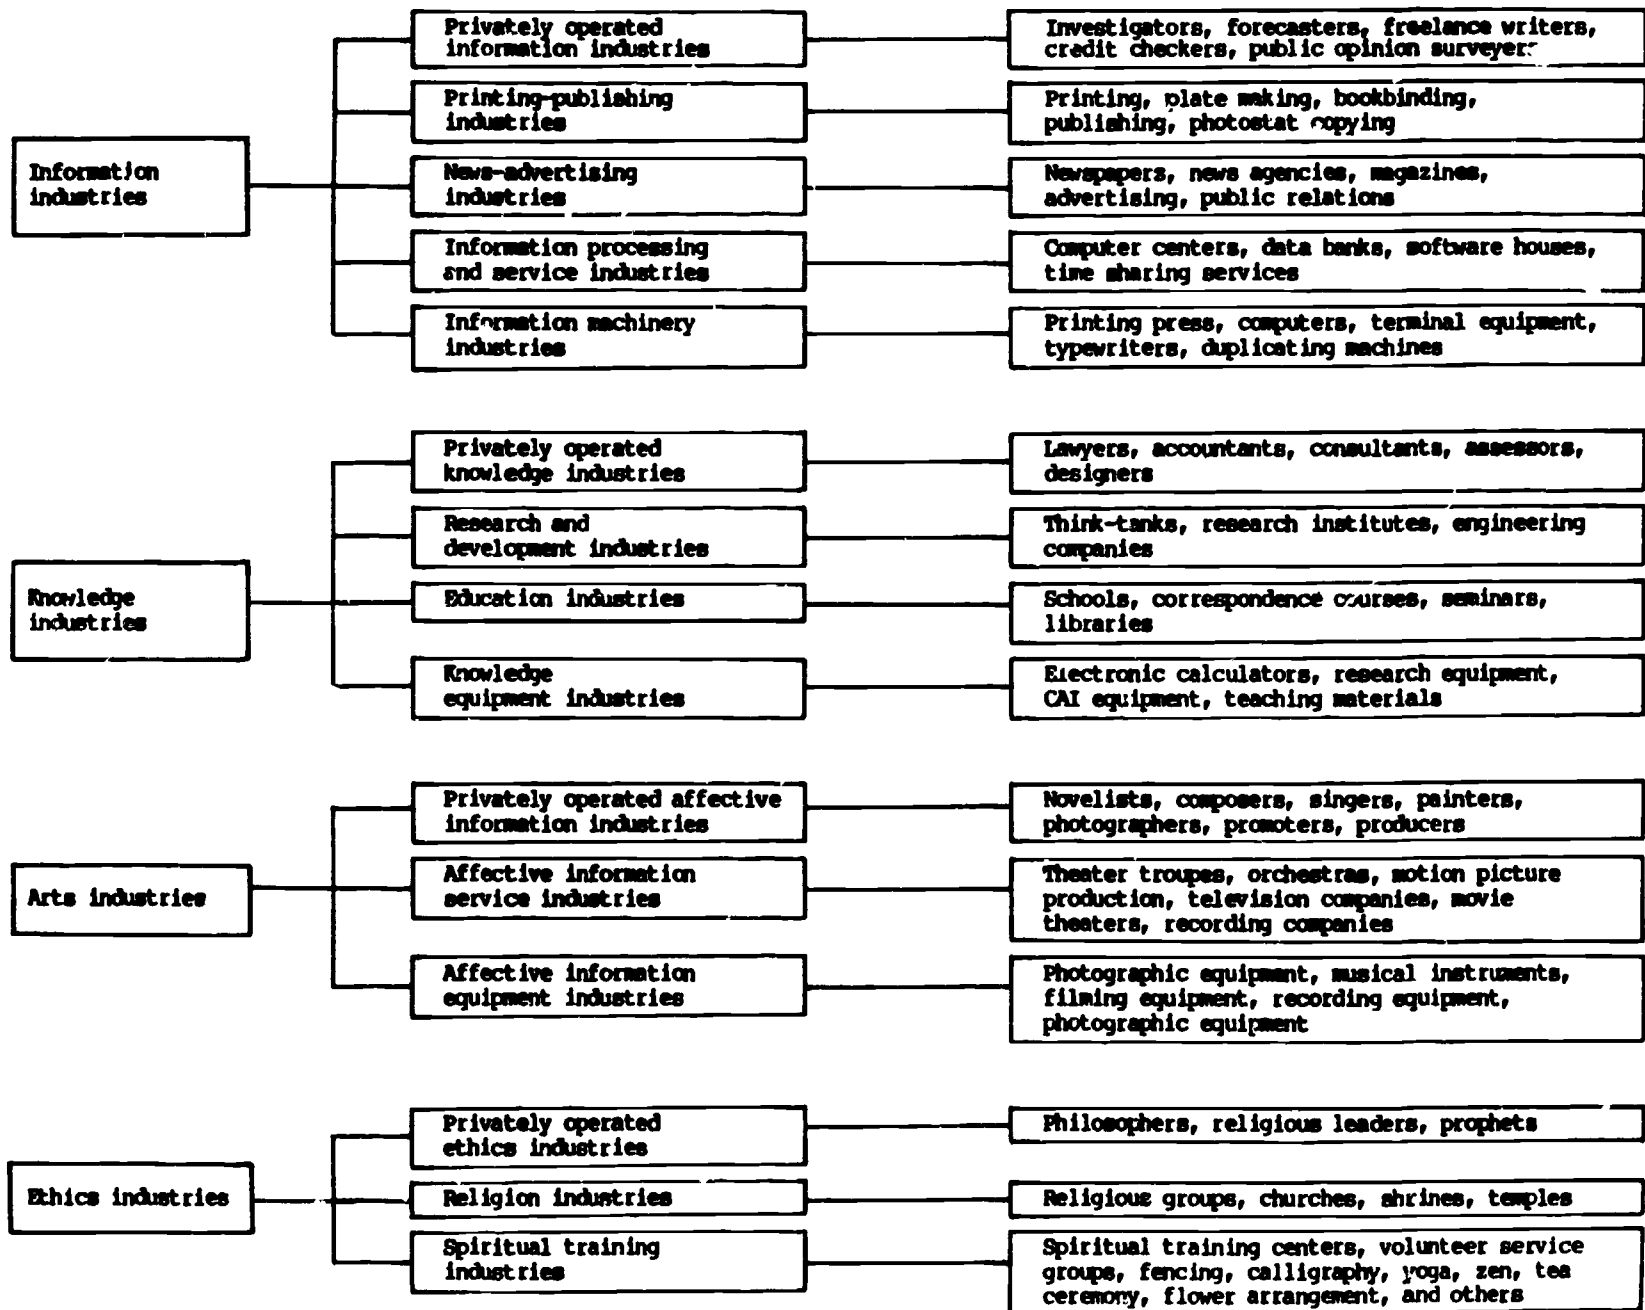 Information
industries
Privately operated
information industries
Investigators, forecasters, freelance writers,
credit checkers, public opinion surveyers
Printing-publishing
industries
Printing, plate making, bookbinding,
publishing, photostat copying
News-advertising
industries
Newspapers, news agencies, magazines,
advertising, public relations
Information processing
and service industries
Computer centers, data banks, software houses,
time sharing services
Information machinery
industries
Printing press, computers, terminal equipment,
typewriters, duplicating machines
Knowledge
industries
Privately operated
knowledge industries
Lawyers, accountants, consultants, assessors,
designers
Research and
development industries
Think-tanks, research institutes, engineering
companies
Education industries
Schools, correspondence courses, seminars,
libraries
Knowledge
equipment industries
Electronic calculators, research equipment,
CAI equipment, teaching materials
Arts industries
Privately operated affective
information industries
Novelists, composers, singers, painters,
photographers, promoters, producers
Affective information
service industries
Theater troupes, orchestras, motion picture
production, television companies, movie
theaters, recording companies
Affective information
equipment industries
Photographic equipment, musical instruments,
filming equipment, recording equipment,
photographic equipment
Ethics industries
Privately operated
ethics industries
Philosophers, religious leaders, prophets
Religion industries
Religious groups, churches, shrines, temples
Spiritual training
industries
Spiritual training centers, volunteer service
groups, fencing, calligraphy, yoga, zen, tea
ceremony, flower arrangement, and others